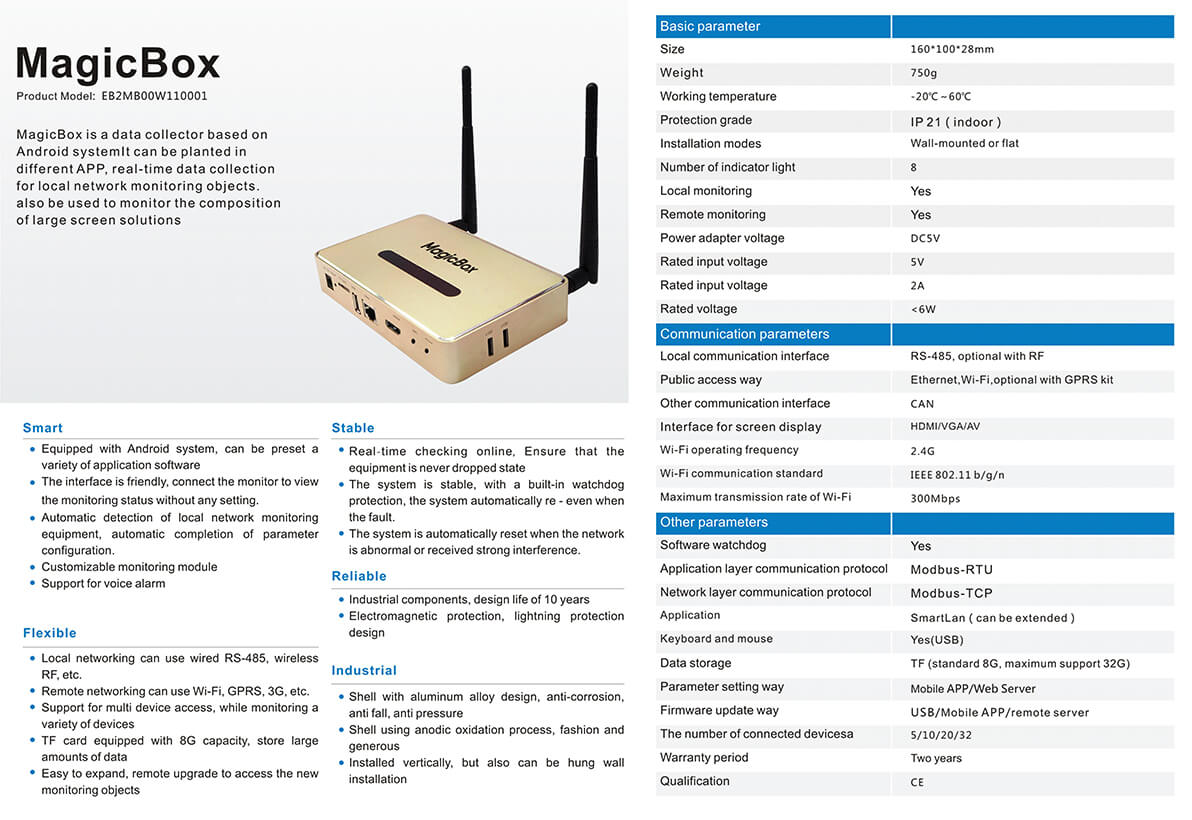 MagicBox
Product Model: EB2MB00W110001
MagicBox is a data collector based on
Android systemIt can be planted in
different APP, real-time data collection
for local network monitoring objects.
also be used to monitor the composition
of large screen solutions
MagicBox
Smart
• Equipped with Android system, can be preset a
variety of application software
• The interface is friendly, connect the monitor to view
the monitoring status without any setting.
• Automatic detection of local network monitoring
equipment, automatic completion of parameter
configuration.
• Customizable monitoring module
• Support for voice alarm
Flexible
• Local networking can use wired RS-485, wireless
RF, etc.
• Remote networking can use Wi-Fi, GPRS, 3G, etc.
• Support for multi device access, while monitoring a
variety of devices
• TF card equipped with 8G capacity, store large
amounts of data
• Easy to expand, remote upgrade to access the new
monitoring objects
Stable
• Real-time checking online, Ensure that the
equipment is never dropped state
• The system is stable, with a built-in watchdog
protection, the system automatically re - even when
the fault.
• The system is automatically reset when the network
is abnormal or received strong interference.
Reliable
• Industrial components, design life of 10 years
• Electromagnetic protection, lightning protection
design
Industrial
• Shell with aluminum alloy design, anti-corrosion,
anti fall, anti pressure
• Shell using anodic oxidation process, fashion and
generous
• Installed vertically, but also can be hung wall
installation
Basic parameter
Size 160*100*28mm
Weight 750g
Working temperature -20℃ ~ 60℃
Protection grade IP 21 ( indoor )
Installation modes Wall-mounted or flat
Number of indicator light 8
Local monitoring Yes
Remote monitoring Yes
Power adapter voltage DC5V
Rated input voltage 5V
Rated input voltage 2A
Rated voltage <6W
Communication parameters
Local communication interface RS-485, optional with RF
Public access way Ethernet,Wi-Fi,optional with GPRS kit
Other communication interface CAN
Interface for screen display HDMI/VGA/AV
Wi-Fi operating frequency 2.4G
Wi-Fi communication standard IEEE 802.11 b/g/n
Maximum transmission rate of Wi-Fi 300Mbps
Other parameters
Software watchdog Yes
Application layer communication protocol Modbus-RTU
Network layer communication protocol Modbus-TCP
Application SmartLan ( can be extended )
Keyboard and mouse Yes(USB)
Data storage TF (standard 8G, maximum support 32G)
Parameter setting way Mobile APP/Web Server
Firmware update way USB/Mobile APP/remote server
The number of connected devicesa 5/10/20/32
Warranty period Two years
Qualification CE